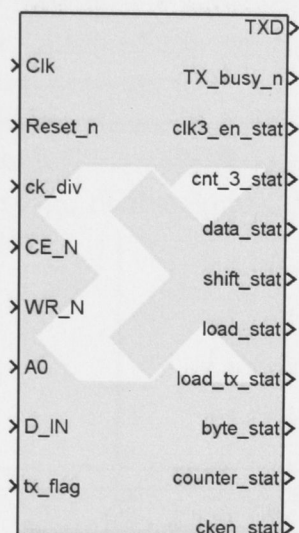 TXD
Clk
TX_busy_n
Reset_n
clk3_en_stat
ck_div
cnt_3_stat
CE_N
data_stat
shift_stat
WR_N
load_stat
A0
load_tx_stat
D_IN
byte_stat
tx_flag
counter_stat
cken_stat